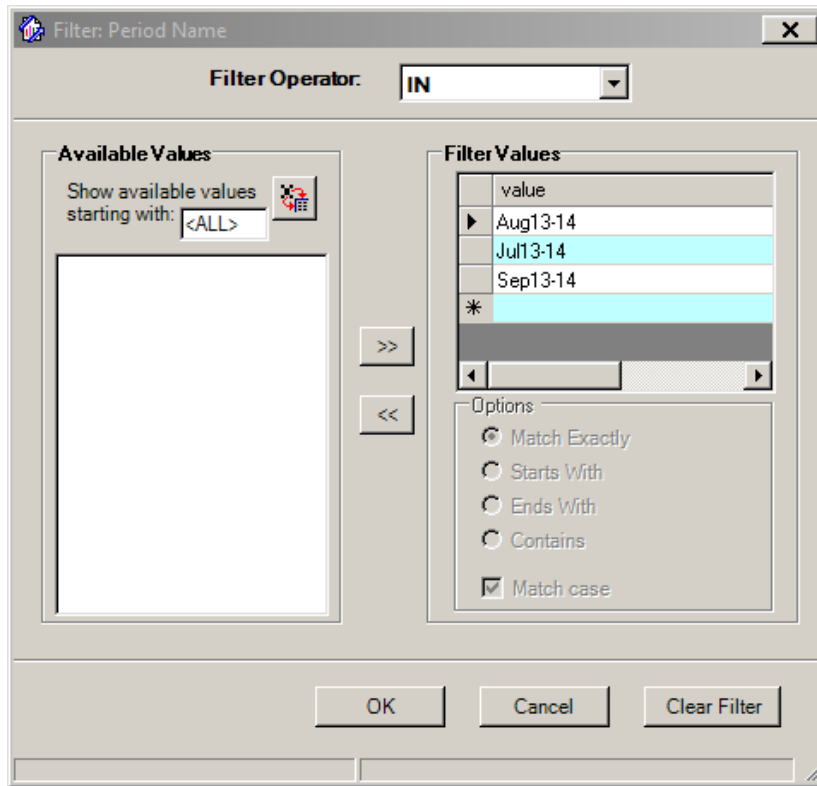 Filter: Period Name
Filter Operator: IN
Available Values
Show available values
starting with: <ALL>
>>
<<
Filter Values
value
Aug13-14
Jul13-14
Sep13-14
Options
Match Exactly
Starts With
Ends With
Contains
Match case
OK Cancel Clear Filter